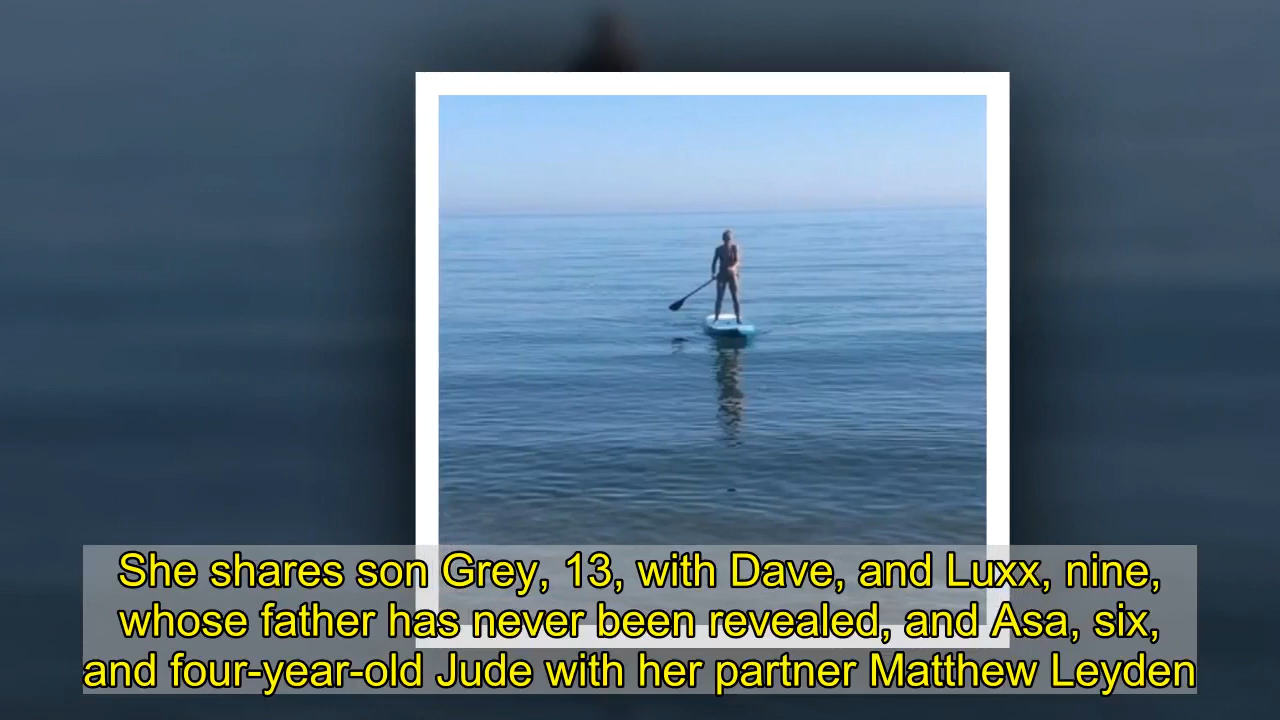 She shares son Grey, 13, with Dave, and Luxx, nine,
whose father has never been revealed, and Asa, six,
and four-year-old Jude with her partner Matthew Leyden